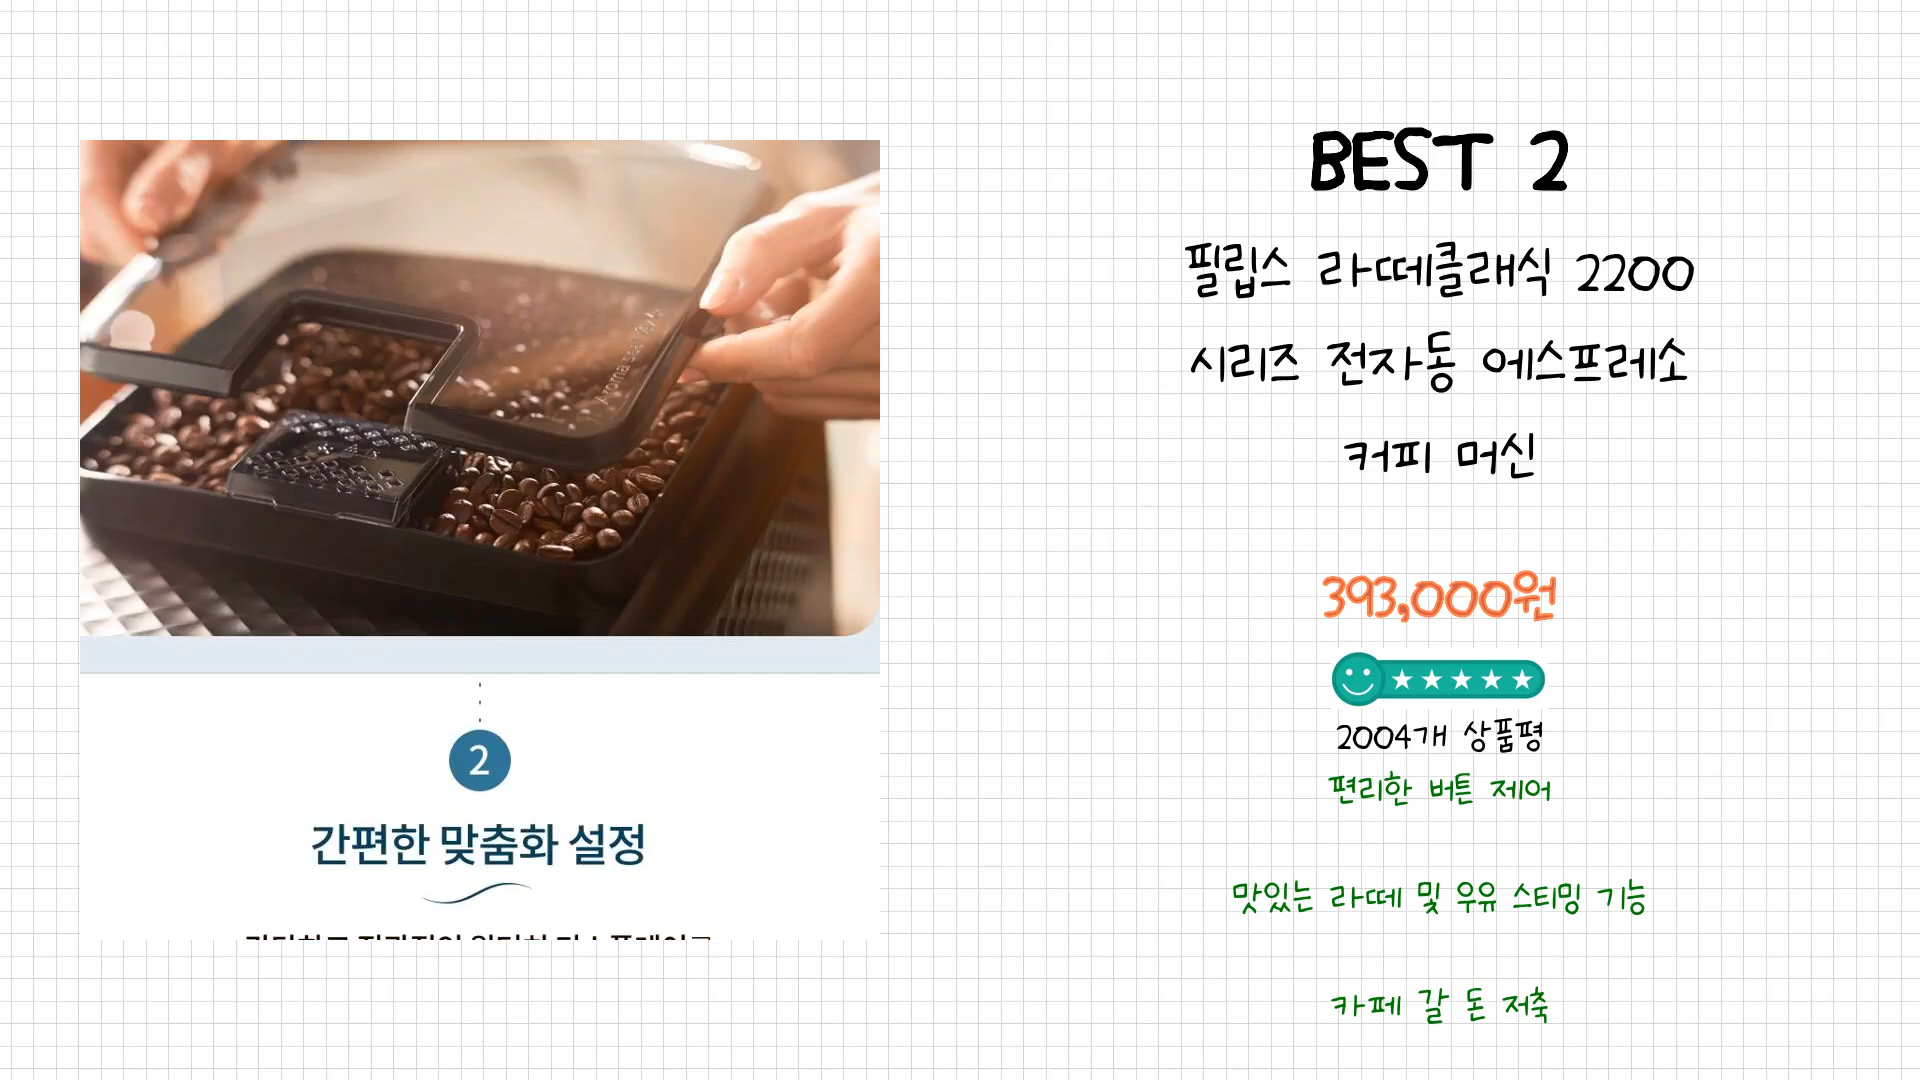 2
간편한 맞춤화 설정
BEST 2
필립스 라떼클래식 2200
시리즈 전자동 에스프레소
커피 머신
393,000원
2004개 상품평
편리한 버튼 제어
맛있는 라떼 및 우유 스티밍 기능
카페 갈 돈 저축